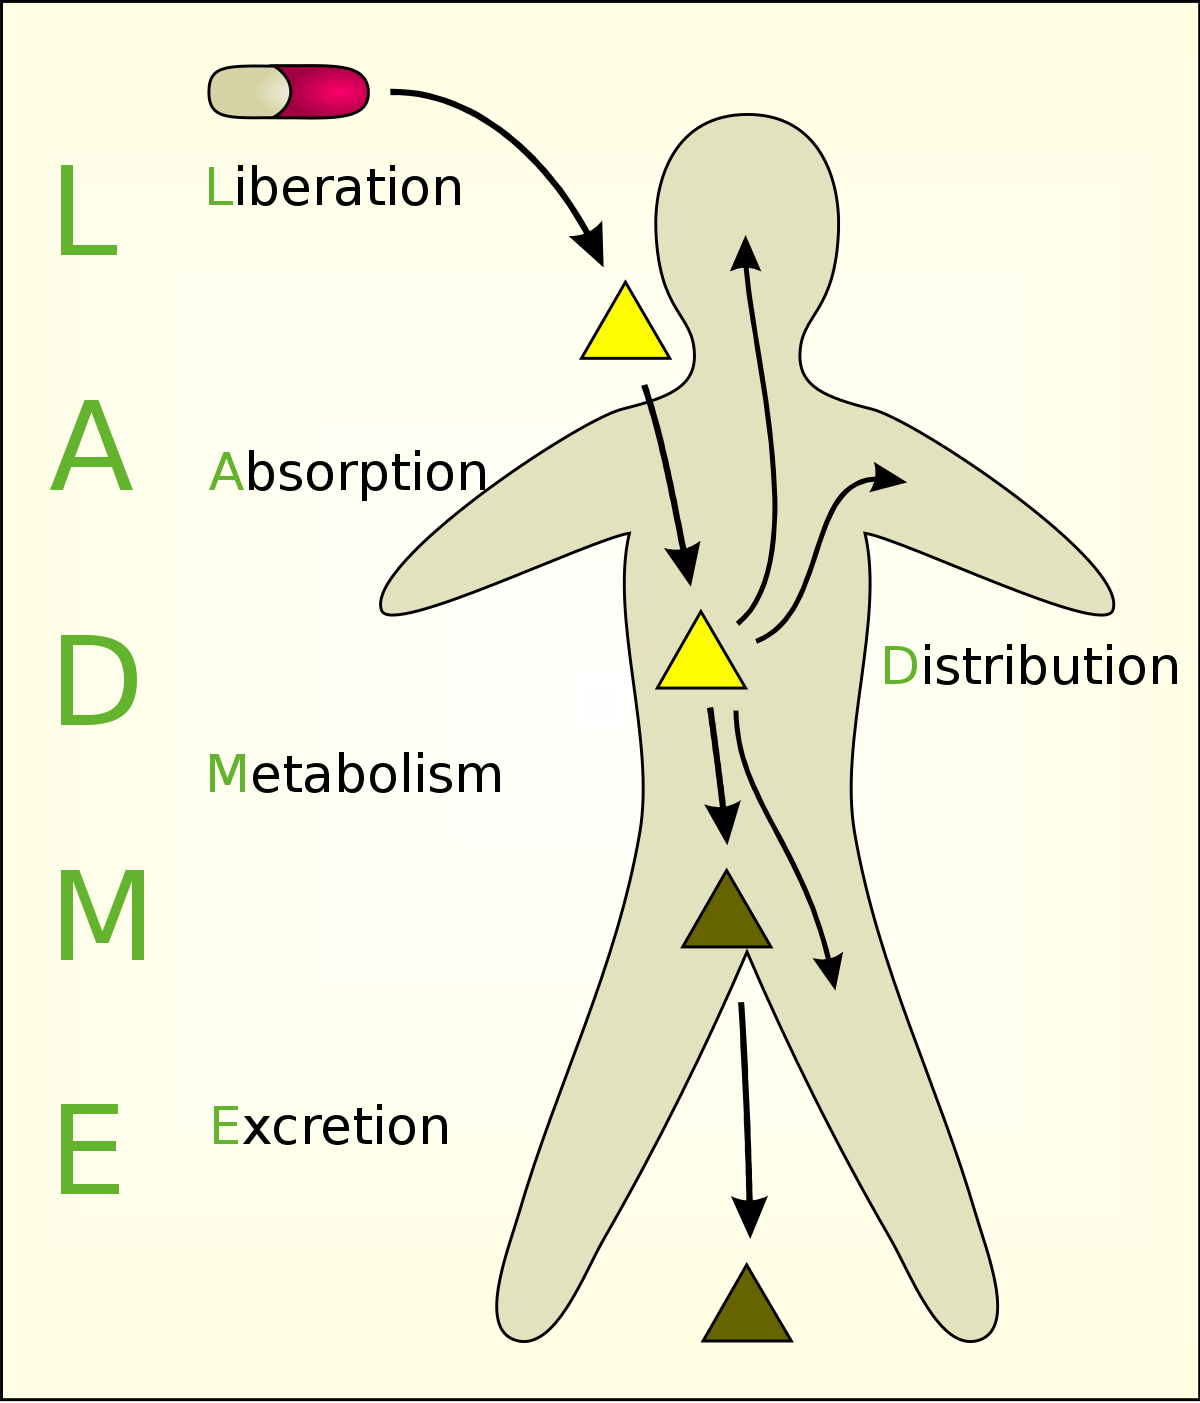 L
Liberation
A
Absorption
D
Distribution
Metabolism
M
Excretion
E